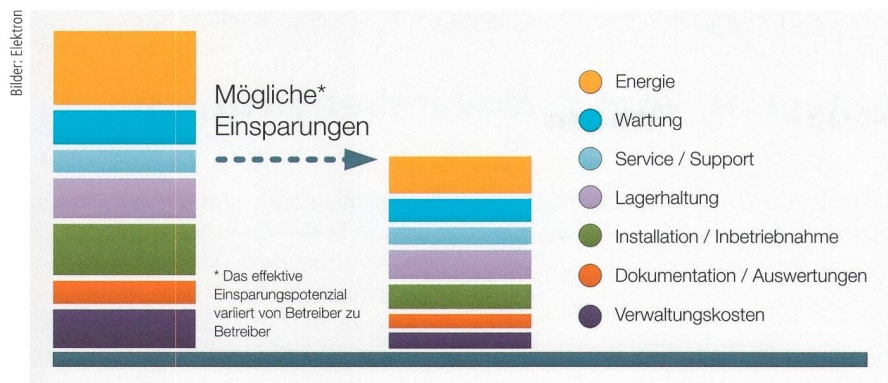 Bilder: Elektron
Mögliche*
Einsparungen
* Das effektive
Einsparungspotenzial
variiert von Betreiber zu
Betreiber
Energie
Wartung
Service / Support
Lagerhaltung
Installation / Inbetriebnahme
Dokumentation / Auswertungen
Verwaltungskosten